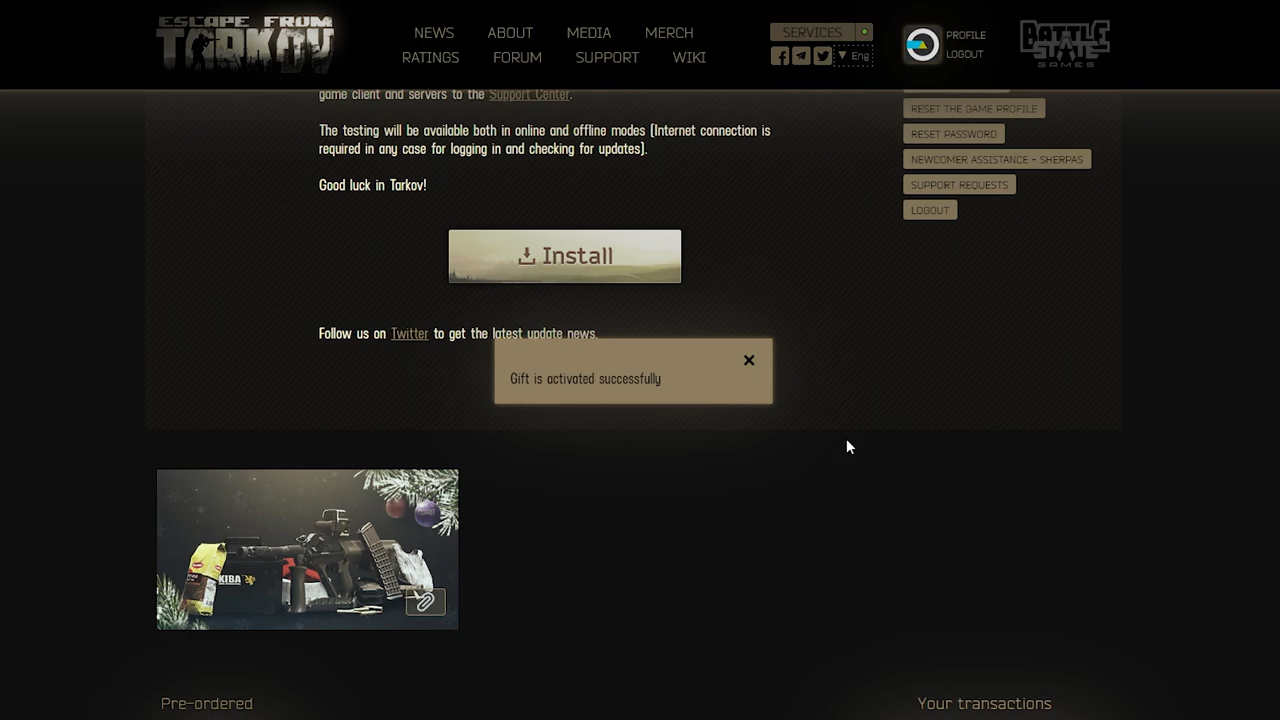 ESCAPE FROM
TARKOV
NEWS ABOUT MEDIA MERCH
RATINGS FORUM SUPPORT WIKI
SERVICES
Eng
PROFILE
LOGOUT
BATTLE
STATE
GAMES
game client and servers to the Support Center.
The testing will be available both in online and offline modes (Internet connection is
required in any case for logging in and checking for updates).
Good luck in Tarkov!
Install
Follow us on Twitter to get the latest update news.
Gift is activated successfully
RESET THE GAME PROFILE
RESET PASSWORD
NEWCOMER ASSISTANCE - SHERPAS
SUPPORT REQUESTS
LOGOUT
KIBA
Pre-ordered
Your transactions